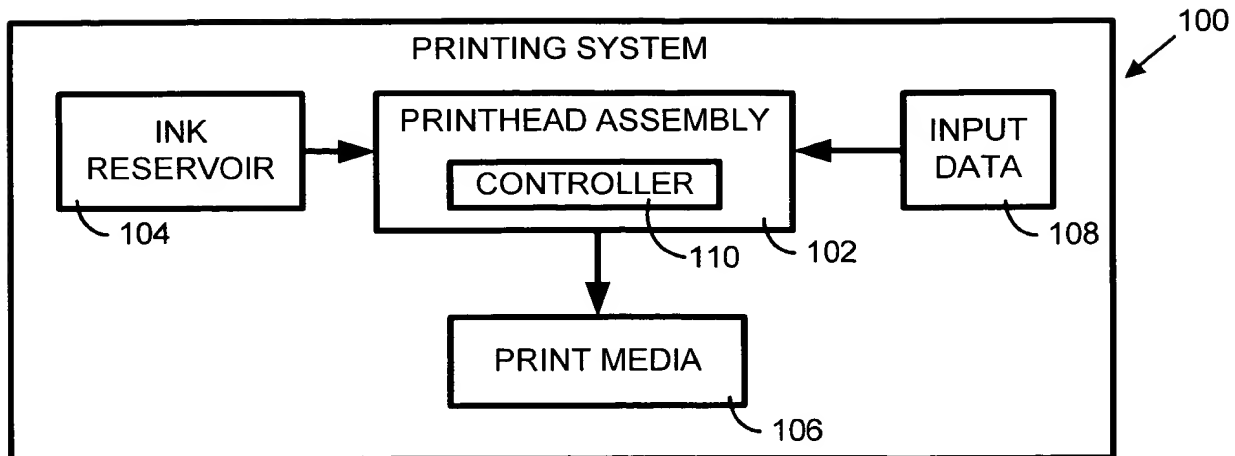 100
PRINTING SYSTEM
INK
RESERVOIR
104
PRINTHEAD ASSEMBLY
CONTROLLER
110
102
INPUT
DATA
108
PRINT MEDIA
106